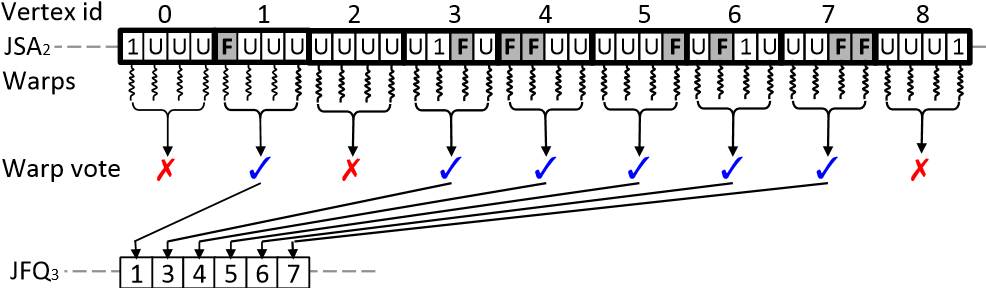 Vertex id 0 1 2 3 4 5 6 7 8
JSA2 1 U U U F U U U U U U U U 1 F U F F U U U U U F U F 1 U U U F F U U U 1
Warps
Warp vote ✗ ✓ ✗ ✓ ✓ ✓ ✓ ✓ ✗
JFQ3 1 3 4 5 6 7